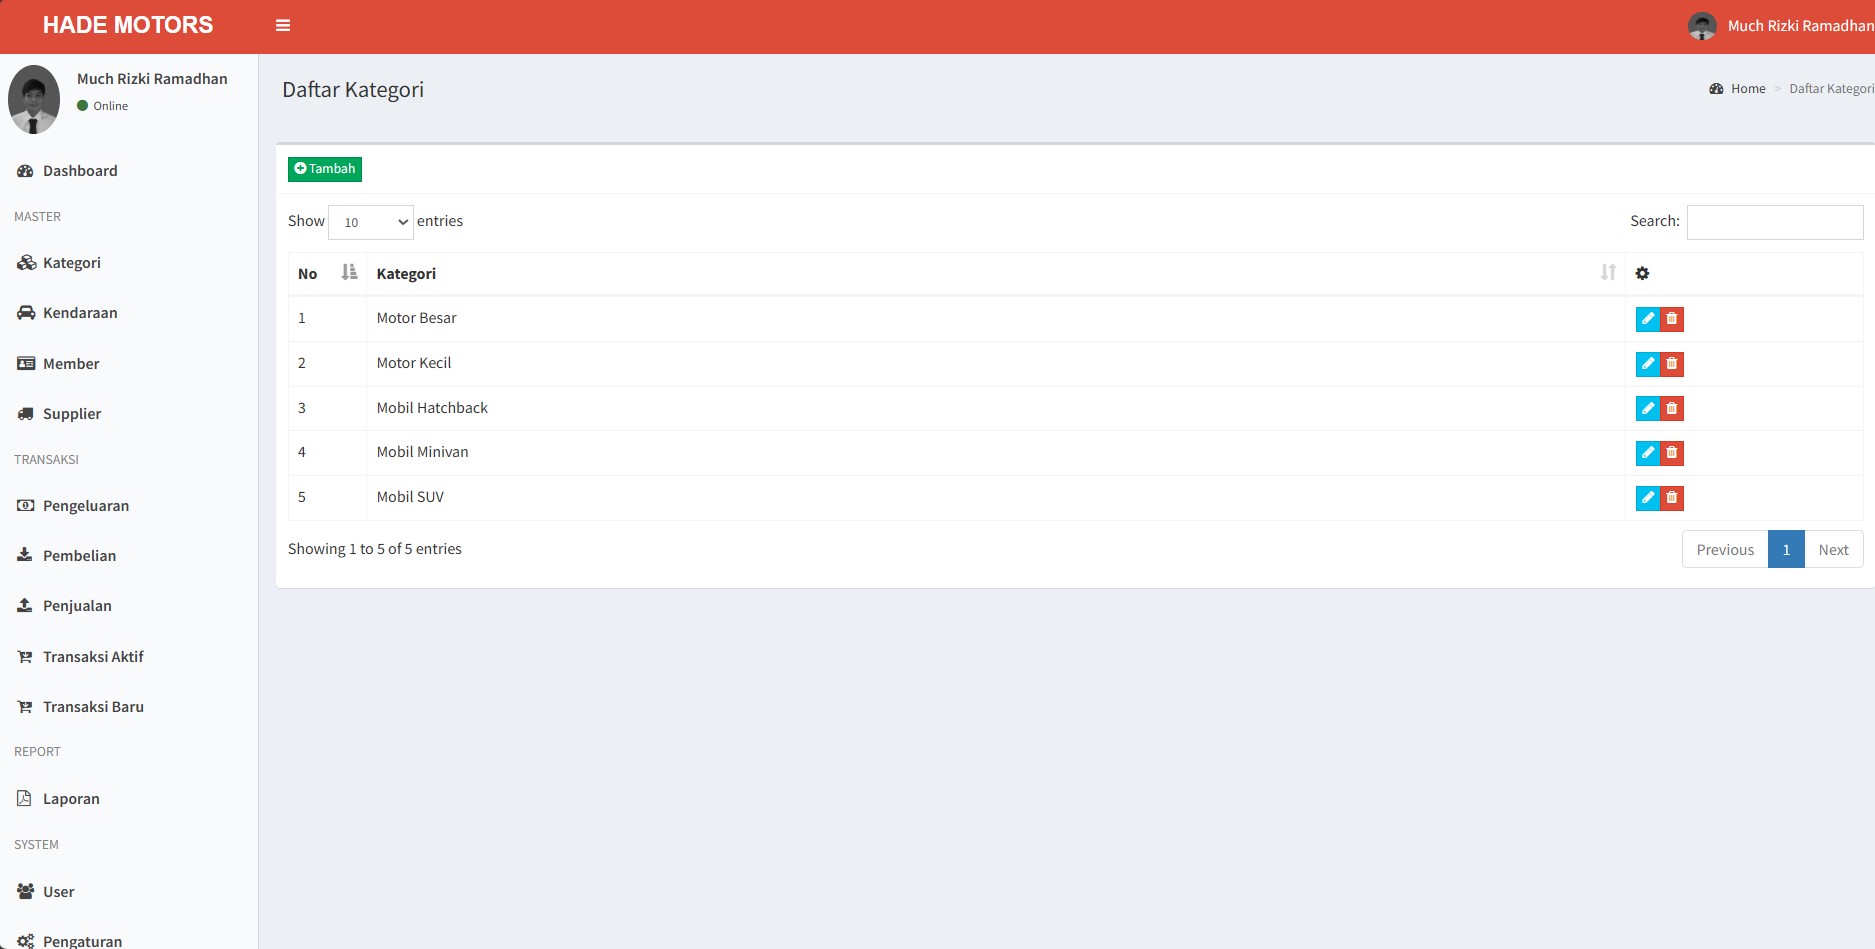 HADE MOTORS
Much Rizki Ramadhan
Much Rizki Ramadhan
Online
Dashboard
MASTER
Kategori
Kendaraan
Member
Supplier
TRANSAKSI
Pengeluaran
Pembelian
Penjualan
Transaksi Aktif
Transaksi Baru
REPORT
Laporan
SYSTEM
User
Pengaturan
Daftar Kategori
Home > Daftar Kategori
Tambah
Show 10 entries
Search:
No Kategori
1 Motor Besar
2 Motor Kecil
3 Mobil Hatchback
4 Mobil Minivan
5 Mobil SUV
Showing 1 to 5 of 5 entries
Previous 1 Next